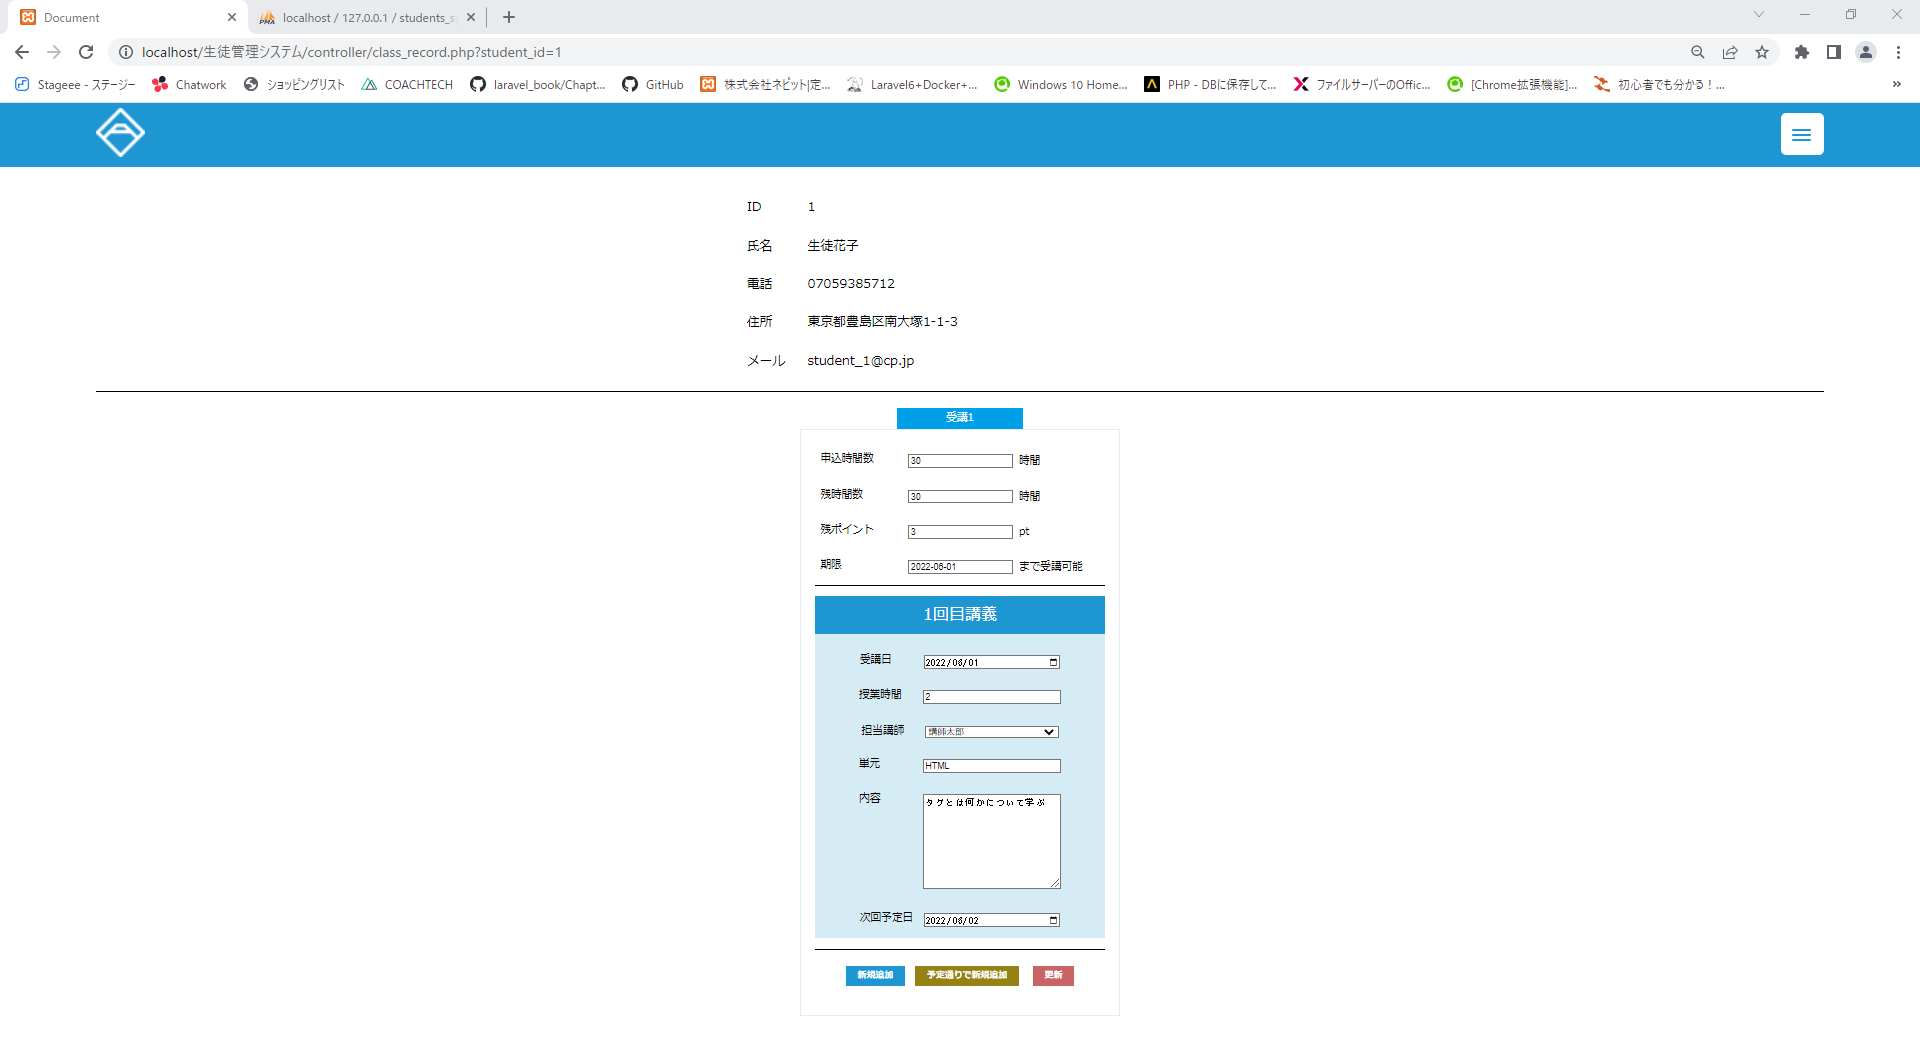 Document
localhost / 127.0.0.1 / students_sy
localhost/生徒管理システム/controller/class_record.php?student_id=1
Stageee - ステージー
Chatwork
ショッピングリスト
COACHTECH
laravel_book/Chapt...
GitHub
株式会社ネビット|定...
Laravel6+Docker+...
Windows 10 Home...
PHP - DBに保存して...
ファイルサーバーのOffic...
[Chrome拡張機能]...
初心者でも分かる！...
»
ID 1
氏名 生徒花子
電話 07059385712
住所 東京都豊島区南大塚1-1-3
メール student_1@cp.jp
受講1
申込時間数 30 時間
残時間数 30 時間
残ポイント 3 pt
期限 2022-06-01 まで受講可能
1回目講義
受講日 2022/06/01
授業時間 2
担当講師 講師太郎
単元 HTML
内容 タグとは何かについて学ぶ
次回予定日 2022/06/02
新規追加 予定通りで新規追加 更新